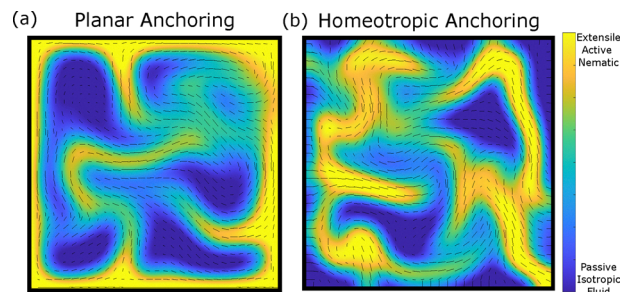 (a) Planar Anchoring
(b) Homeotropic Anchoring
Extensile
Active
Nematic
Passive
Isotropic
Fluid